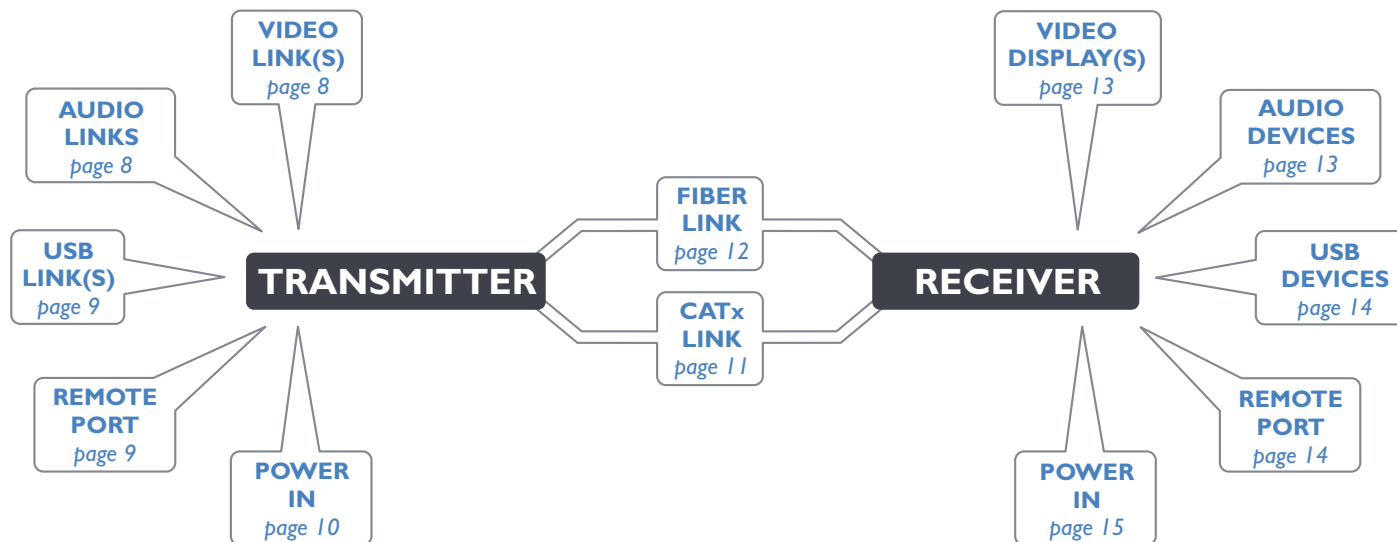 VIDEO
LINK(S)
page 8
AUDIO
LINKS
page 8
USB
LINK(S)
page 9
REMOTE
PORT
page 9
POWER
IN
page 10
TRANSMITTER
FIBER
LINK
page 12
CATx
LINK
page 11
RECEIVER
VIDEO
DISPLAY(S)
page 13
AUDIO
DEVICES
page 13
USB
DEVICES
page 14
REMOTE
PORT
page 14
POWER
IN
page 15